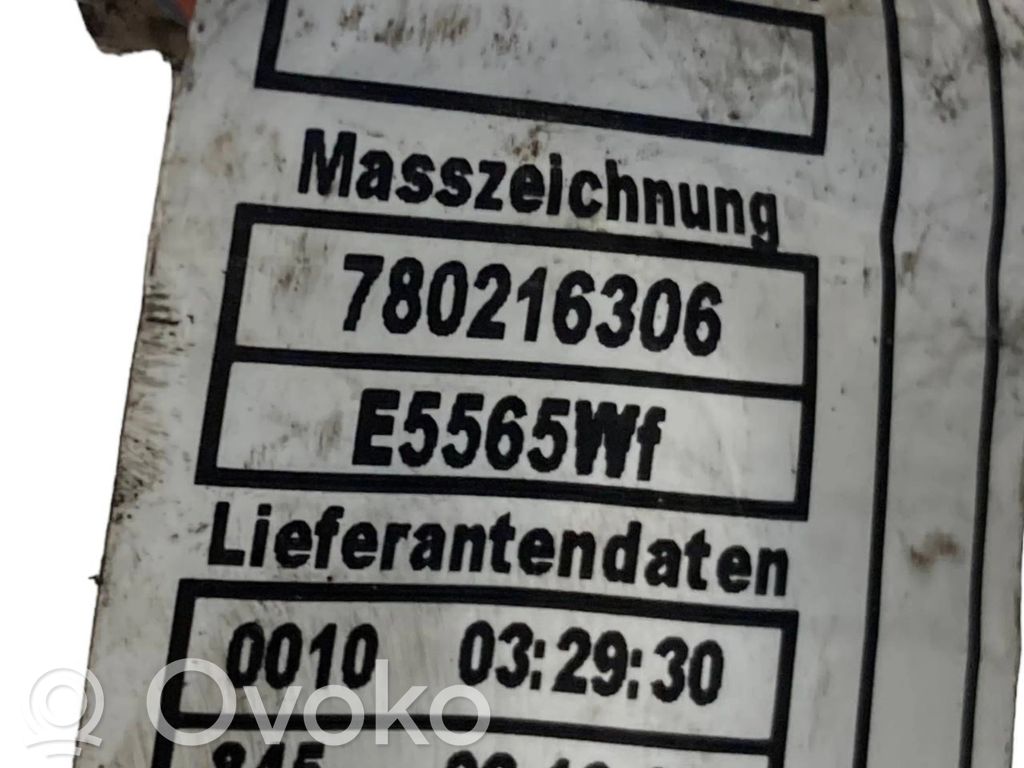 Masszeichnung
780216306
E5565Wf
Lieferantendaten
0010 03:29:30
Ovoko